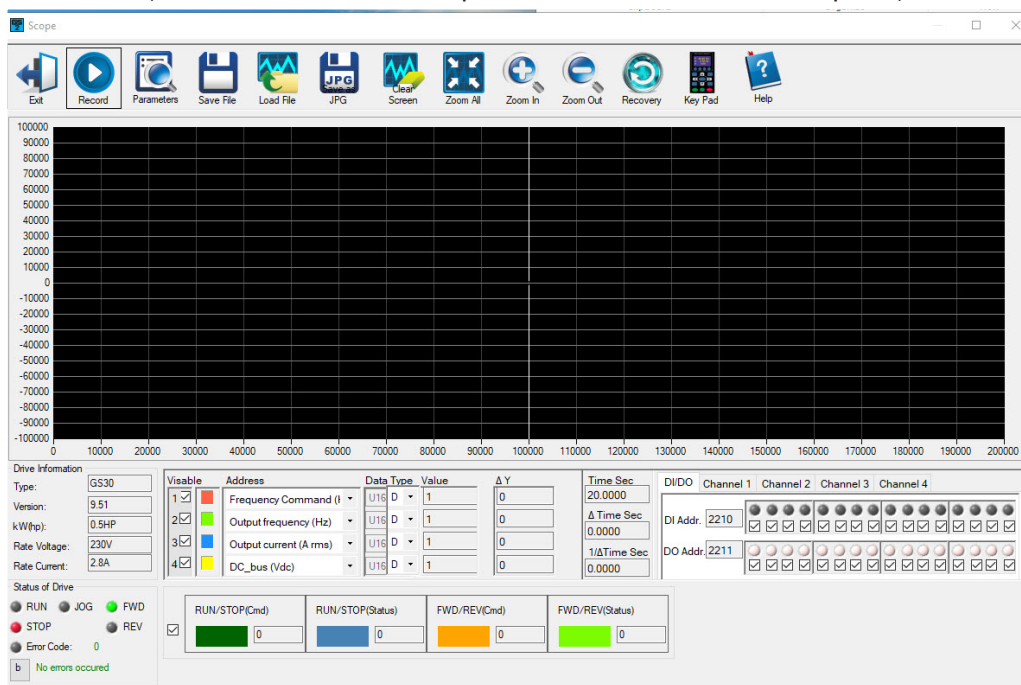 Scope
Exit Record Parameters Save File Load File Save as JPG Clear Screen Zoom All Zoom In Zoom Out Recovery Key Pad Help
JPG
100000
90000
80000
70000
60000
50000
40000
30000
20000
10000
0
-10000
-20000
-30000
-40000
-50000
-60000
-70000
-80000
-90000
-100000
0 10000 20000 30000 40000 50000 60000 70000 80000 90000 100000 110000 120000 130000 140000 150000 160000 170000 180000 190000 200000
Drive Information
Type: GS30
Version: 9.51
kW(hp): 0.5HP
Rate Voltage: 230V
Rate Current: 2.8A
Visable Address Data Type Value Δ Y
1 Frequency Command (H U16 D 1 0
2 Output frequency (Hz) U16 D 1 0
3 Output current (A rms) U16 D 1 0
4 DC_bus (Vdc) U16 D 1 0
Time Sec
20.0000
Δ Time Sec
0.0000
1/ΔTime Sec
0.0000
DI/DO Channel 1 Channel 2 Channel 3 Channel 4
DI Addr. 2210
DO Addr. 2211
Status of Drive
RUN JOG FWD
STOP REV
Error Code: 0
b No errors occured
RUN/STOP(Cmd) RUN/STOP(Status) FWD/REV(Cmd) FWD/REV(Status)
0 0 0 0